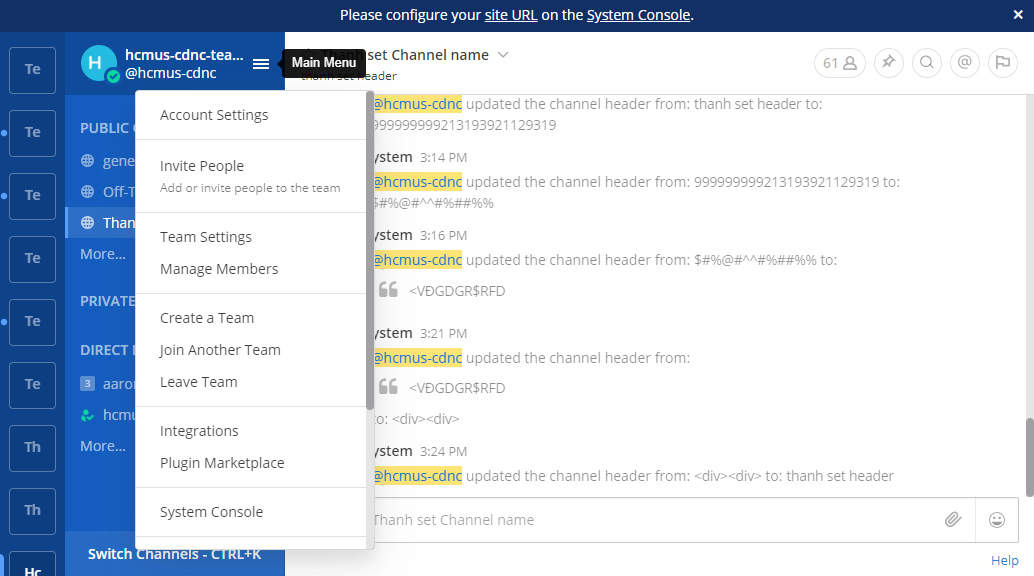 Please configure your site URL on the System Console.
×
Te
Te
Te
Te
Te
Te
Th
Th
Hc
H
hcmus-cdnc-tea...
@hcmus-cdnc
Main Menu
PUBLIC
gene
Off-T
Than
More...
PRIVATE
DIRECT
3 aaron
hcmu
More...
Switch Channels - CTRL+K
Account Settings
Invite People
Add or invite people to the team
Team Settings
Manage Members
Create a Team
Join Another Team
Leave Team
Integrations
Plugin Marketplace
System Console
Thanh set Channel name
thanh set header
61
@hcmus-cdnc updated the channel header from: thanh set header to:
999999999213193921129319
ystem 3:14 PM
@hcmus-cdnc updated the channel header from: 999999999213193921129319 to:
$#%@#^^#%##%%
ystem 3:16 PM
@hcmus-cdnc updated the channel header from: $#%@#^^#%##%% to:
<VĐGDGR$RFD
ystem 3:21 PM
@hcmus-cdnc updated the channel header from:
<VĐGDGR$RFD
to: <div><div>
ystem 3:24 PM
@hcmus-cdnc updated the channel header from: <div><div> to: thanh set header
Thanh set Channel name
Help